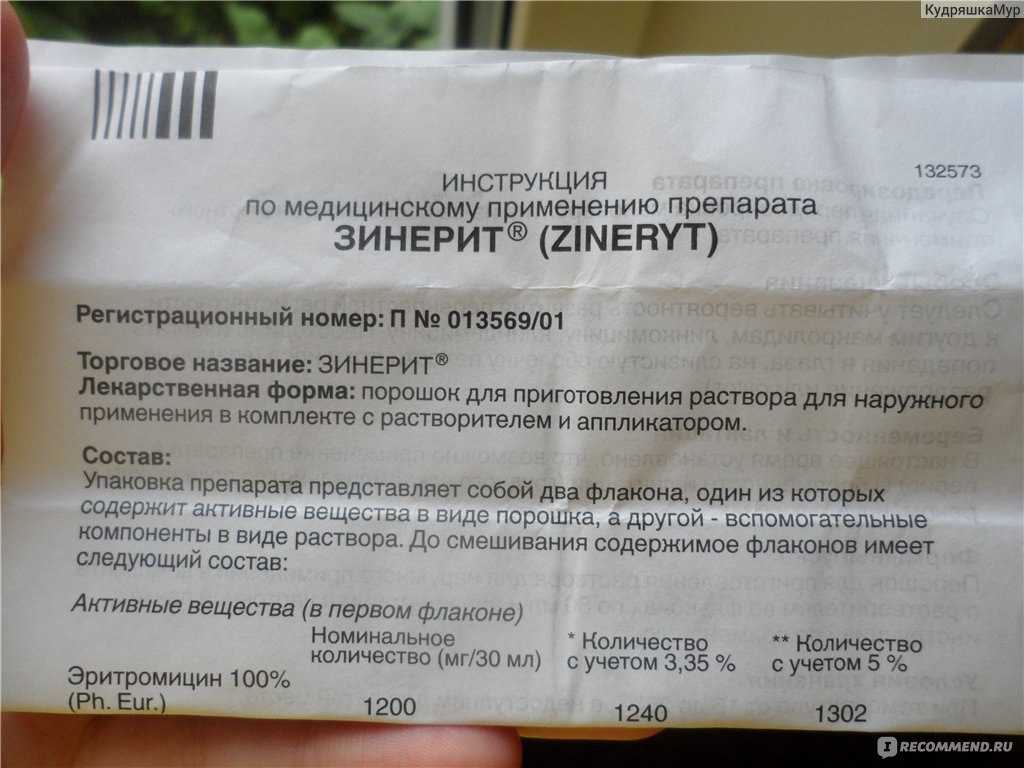 КудряшкаМур
132573
ИНСТРУКЦИЯ
по медицинскому применению препарата
ЗИНЕРИТ® (ZINERYT)
Регистрационный номер: П № 013569/01
Торговое название: ЗИНЕРИТ®
Лекарственная форма: порошок для приготовления раствора для наружного
применения в комплекте с растворителем и аппликатором.
Состав:
Упаковка препарата представляет собой два флакона, один из которых
содержит активные вещества в виде порошка, а другой - вспомогательные
компоненты в виде раствора. До смешивания содержимое флаконов имеет
следующий состав:
Активные вещества (в первом флаконе)
Номинальное * Количество ** Количество
количество (мг/30 мл) с учетом 3,35 % с учетом 5 %
Эритромицин 100%
(Ph. Eur.) 1200 1240 1302
IRECOMMEND.RU